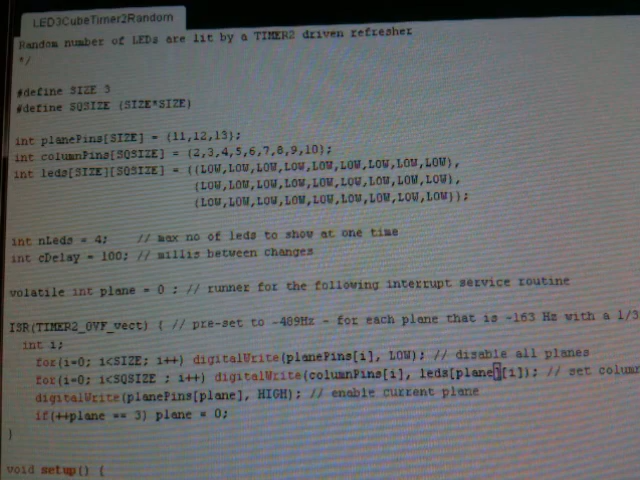 LED3CubeTimer2Random
Random number of LEDs are lit by a TIMER2 driven refresher
*/
#define SIZE 3
#define SQSIZE (SIZE*SIZE)
int planePins[SIZE] = {11,12,13};
int columnPins[SQSIZE] = {2,3,4,5,6,7,8,9,10};
int leds[SIZE][SQSIZE] = {{LOW,LOW,LOW,LOW,LOW,LOW,LOW,LOW,LOW},
{LOW,LOW,LOW,LOW,LOW,LOW,LOW,LOW,LOW},
{LOW,LOW,LOW,LOW,LOW,LOW,LOW,LOW,LOW}};
int nLeds = 4; // max no of leds to show at one time
int cDelay = 100; // millis between changes
volatile int plane = 0 ; // runner for the following interrupt service routine
ISR(TIMER2_OVF_vect) { // pre-set to ~489Hz - for each plane that is ~163 Hz with a 1/3
int i;
for(i=0; i<SIZE; i++) digitalWrite(planePins[i], LOW); // disable all planes
for(i=0; i<SQSIZE ; i++) digitalWrite(columnPins[i], leds[plane][i]); // set colum
digitalWrite(planePins[plane], HIGH); // enable current plane
if(++plane == 3) plane = 0;
}
void setup() {